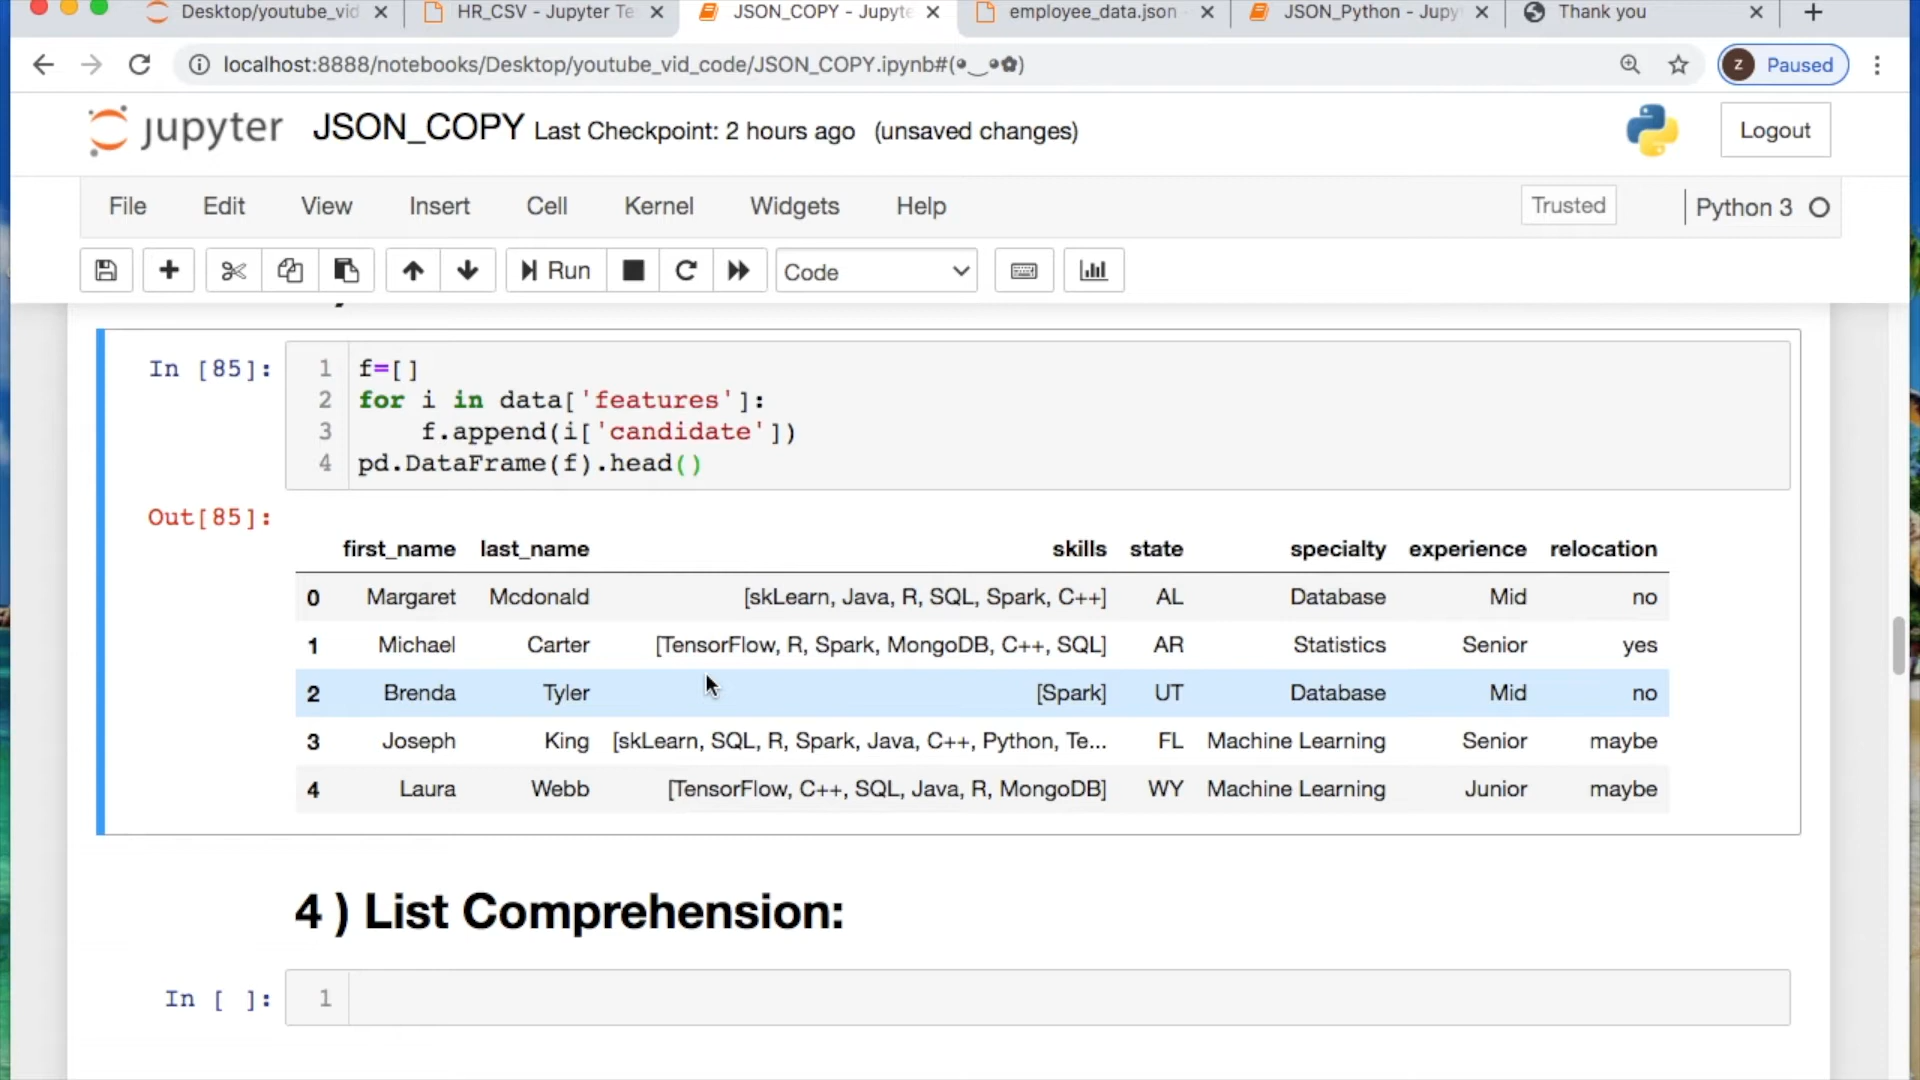 Desktop/youtube_vid
HR_CSV - Jupyter Te
JSON_COPY - Jupyte
employee_data.json
JSON_Python - Jupy
Thank you
localhost:8888/notebooks/Desktop/youtube_vid_code/JSON_COPY.ipynb#(◕‿◕✿)
Z Paused
jupyter JSON_COPY Last Checkpoint: 2 hours ago (unsaved changes)
Logout
File Edit View Insert Cell Kernel Widgets Help
Trusted
Python 3
Run
Code
In [85]:
1 f=[]
2 for i in data['features']:
3 f.append(i['candidate'])
4 pd.DataFrame(f).head()
Out[85]:
first_name last_name skills state specialty experience relocation
0 Margaret Mcdonald [skLearn, Java, R, SQL, Spark, C++] AL Database Mid no
1 Michael Carter [TensorFlow, R, Spark, MongoDB, C++, SQL] AR Statistics Senior yes
2 Brenda Tyler [Spark] UT Database Mid no
3 Joseph King [skLearn, SQL, R, Spark, Java, C++, Python, Te... FL Machine Learning Senior maybe
4 Laura Webb [TensorFlow, C++, SQL, Java, R, MongoDB] WY Machine Learning Junior maybe
4 ) List Comprehension:
In [ ]:
1